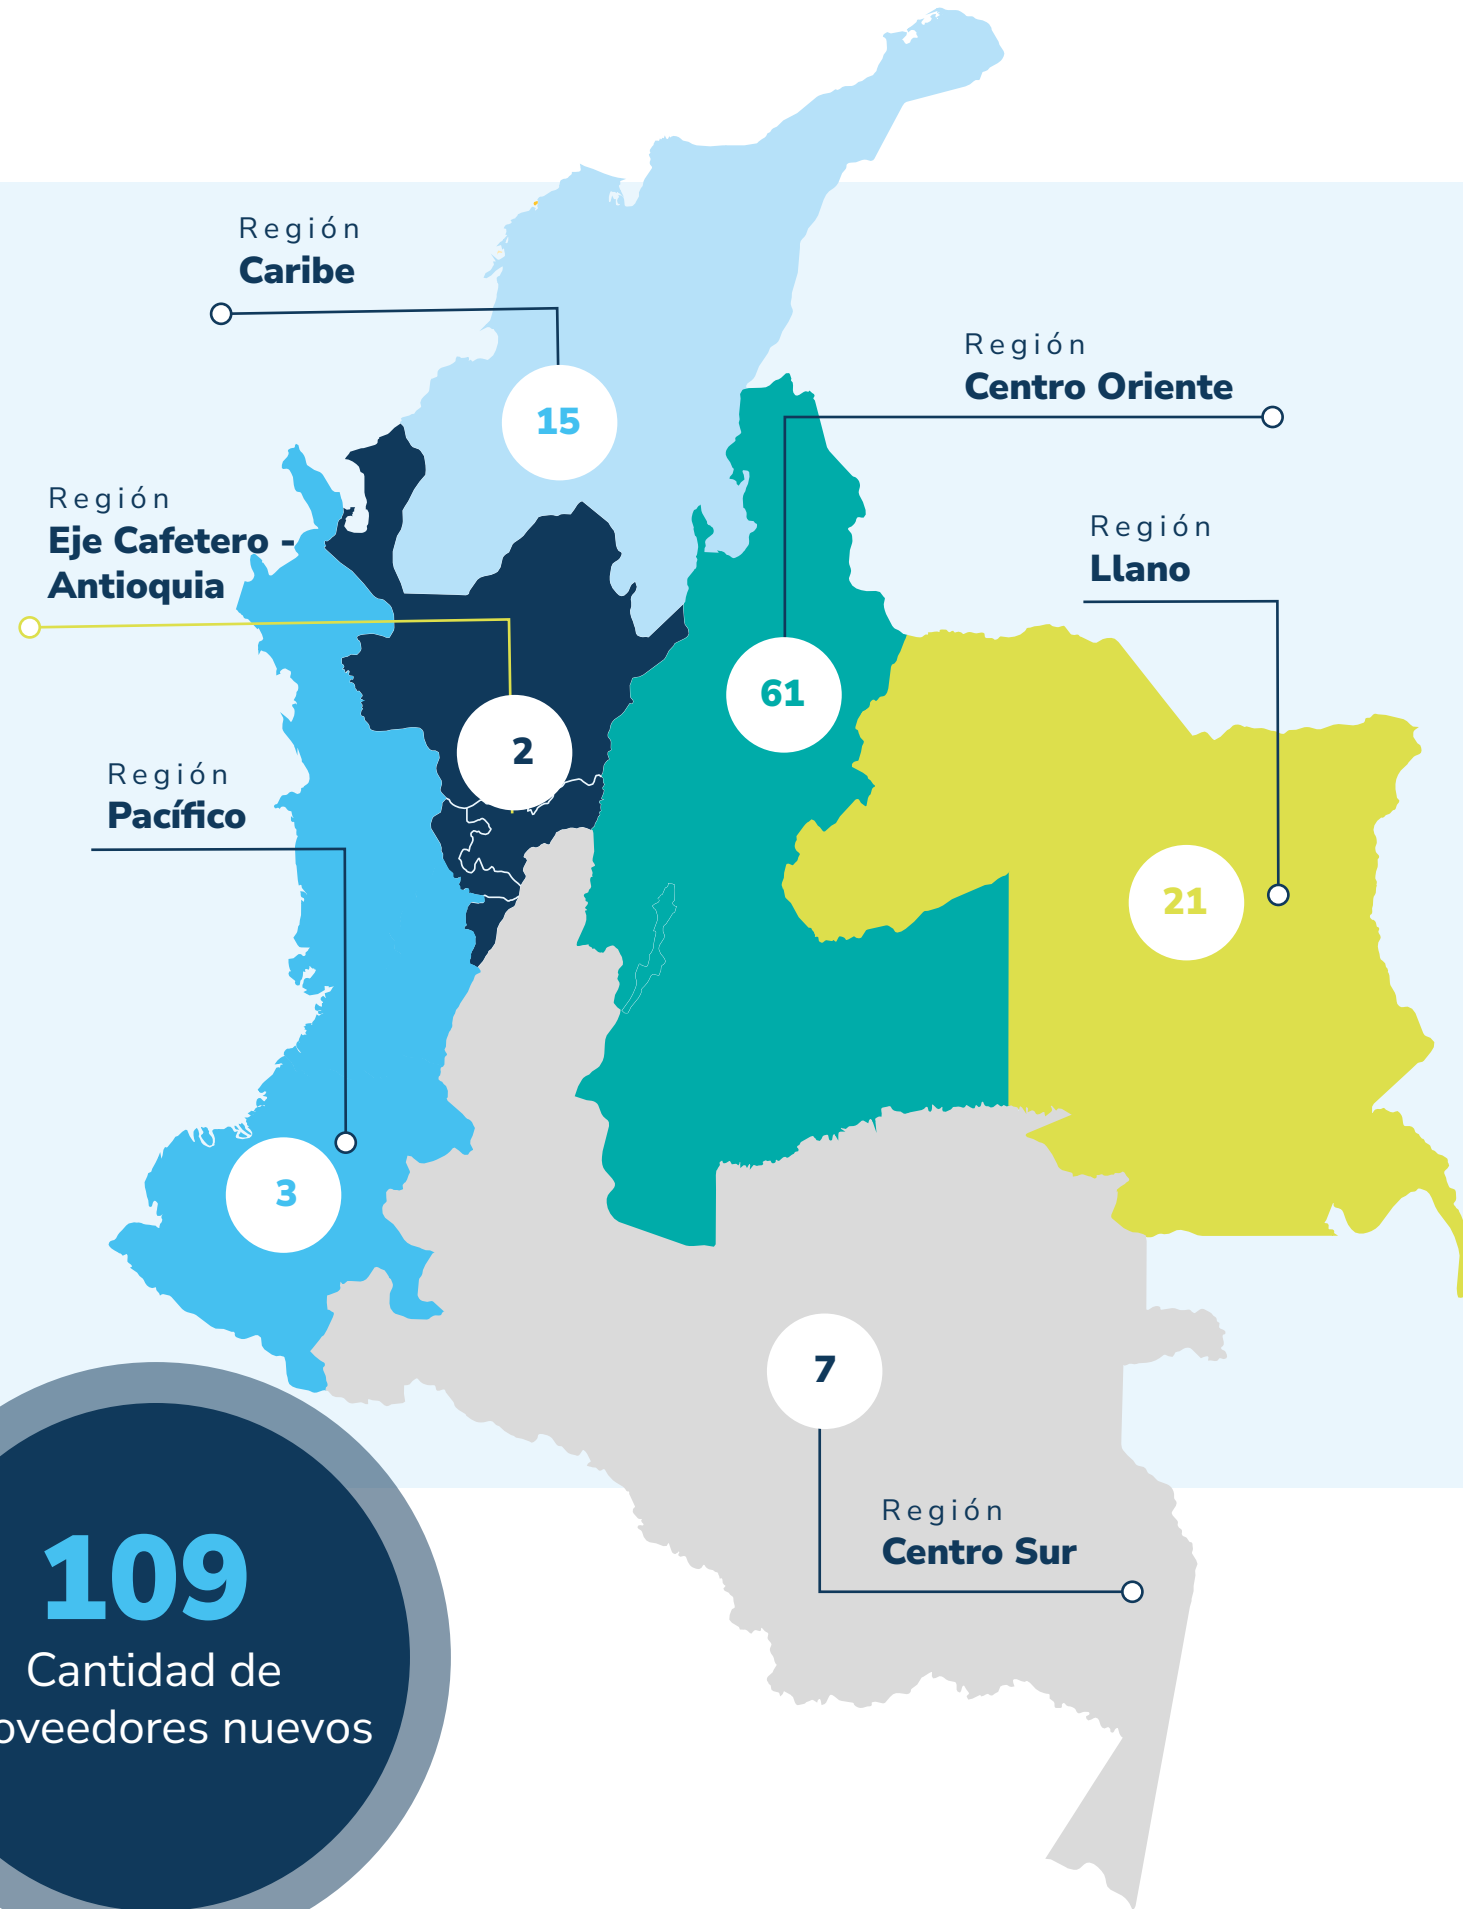 Región
Caribe
15
Región
Centro Oriente
61
Región
Eje Cafetero -
Antioquia
2
Región
Llano
21
Región
Pacífico
3
7
Región
Centro Sur
109
Cantidad de
oveedores nuevos